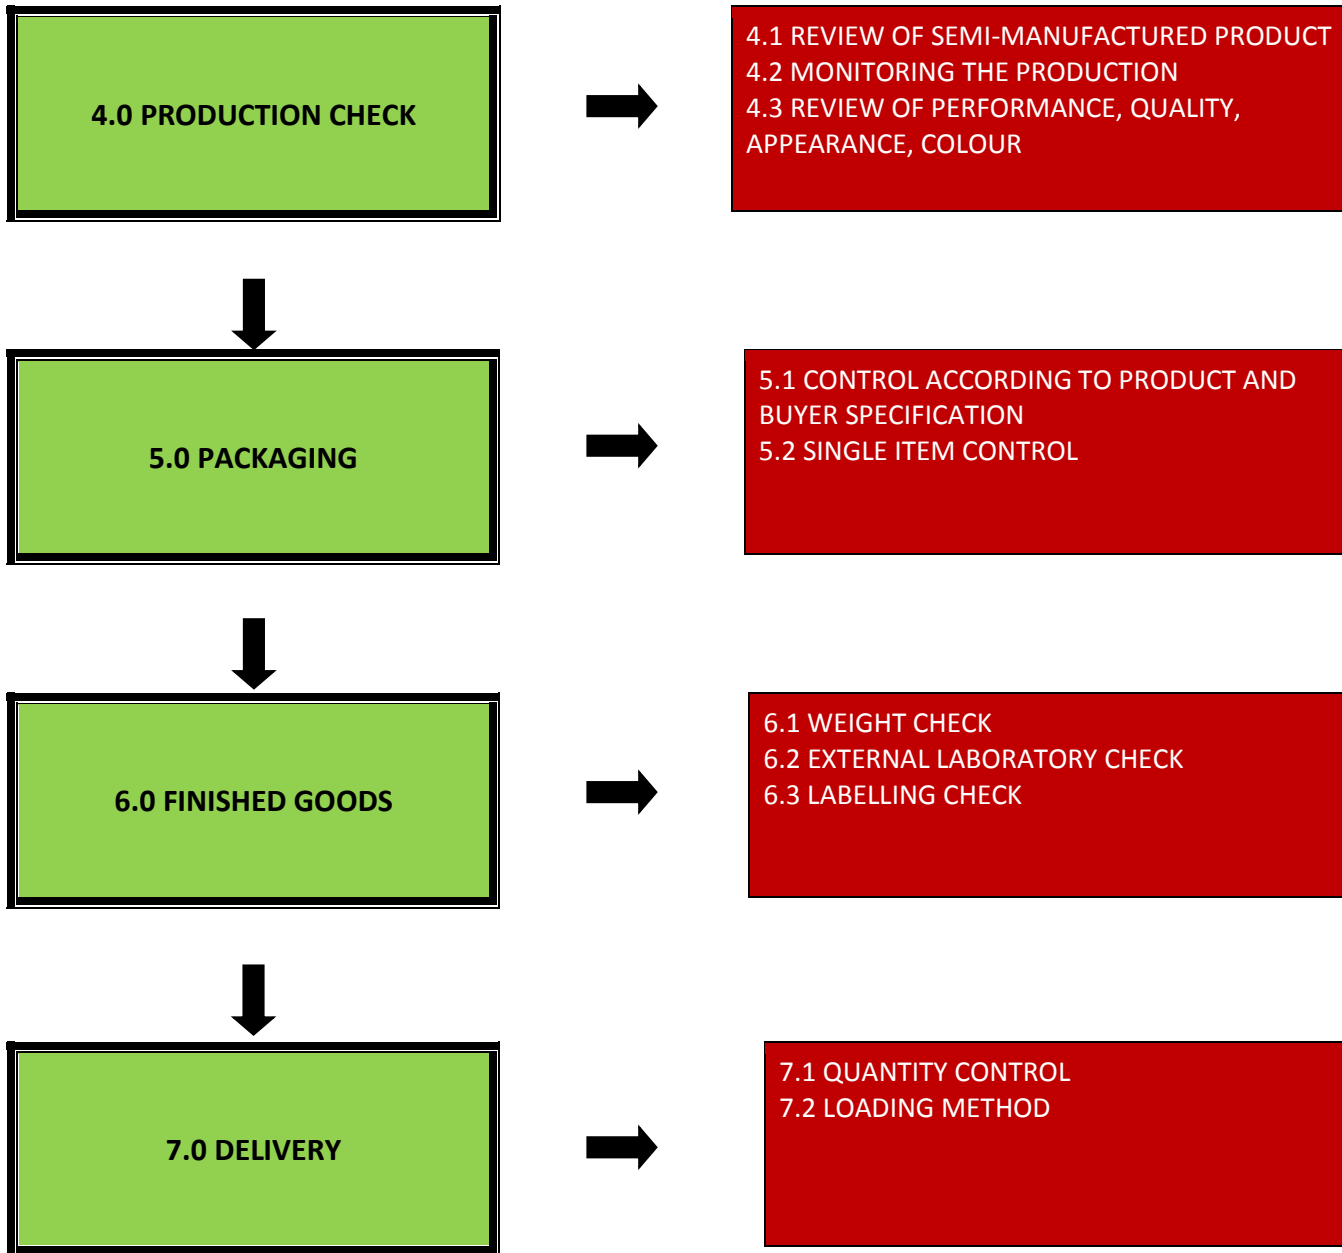 4.0 PRODUCTION CHECK
4.1 REVIEW OF SEMI-MANUFACTURED PRODUCT
4.2 MONITORING THE PRODUCTION
4.3 REVIEW OF PERFORMANCE, QUALITY,
APPEARANCE, COLOUR
5.0 PACKAGING
5.1 CONTROL ACCORDING TO PRODUCT AND
BUYER SPECIFICATION
5.2 SINGLE ITEM CONTROL
6.0 FINISHED GOODS
6.1 WEIGHT CHECK
6.2 EXTERNAL LABORATORY CHECK
6.3 LABELLING CHECK
7.0 DELIVERY
7.1 QUANTITY CONTROL
7.2 LOADING METHOD